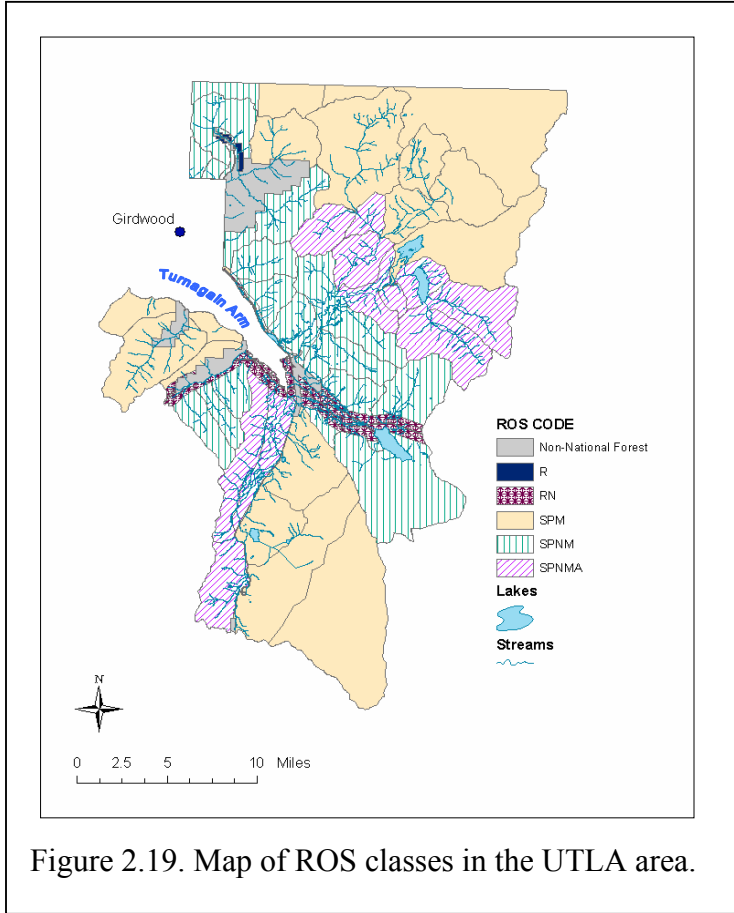 Girdwood
Turnagain Arm
ROS CODE
Non-National Forest
R
RN
SPM
SPNM
SPNMA
Lakes
Streams
N
0 2.5 5 10 Miles
Figure 2.19. Map of ROS classes in the UTLA area.